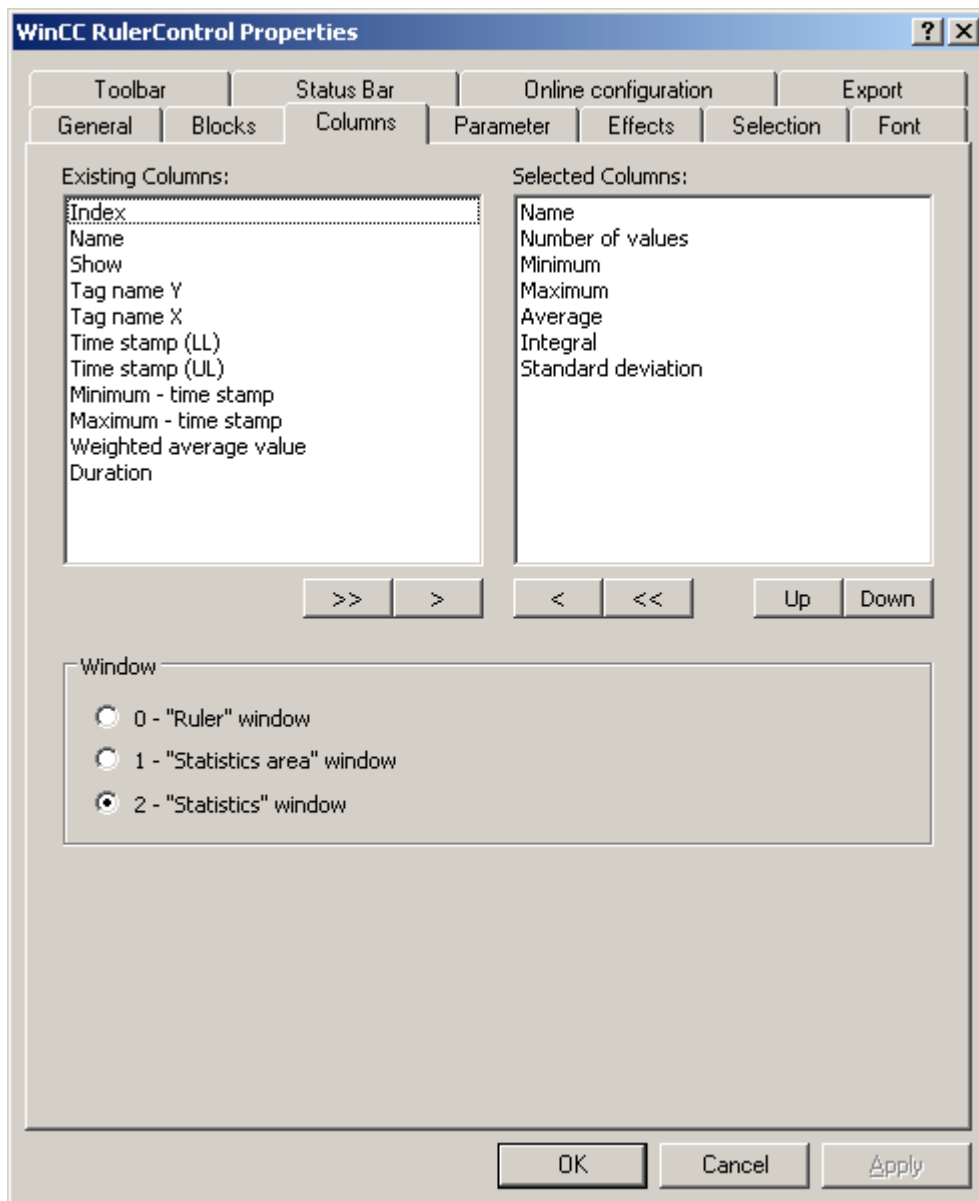 WinCC RulerControl Properties
Toolbar Status Bar Online configuration Export
General Blocks Columns Parameter Effects Selection Font
Existing Columns:
Index
Name
Show
Tag name Y
Tag name X
Time stamp (LL)
Time stamp (UL)
Minimum - time stamp
Maximum - time stamp
Weighted average value
Duration
Selected Columns:
Name
Number of values
Minimum
Maximum
Average
Integral
Standard deviation
>> > < << Up Down
Window
0 - "Ruler" window
1 - "Statistics area" window
2 - "Statistics" window
OK Cancel Apply